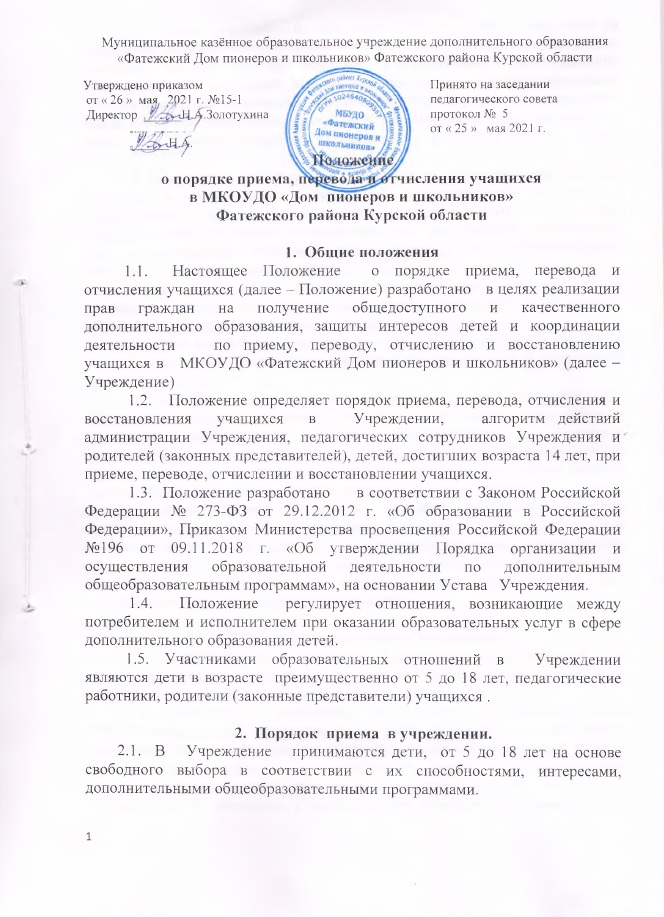 Муниципальное казённое образовательное учреждение дополнительного образования
«Фатежский Дом пионеров и школьников» Фатежского района Курской области
Утверждено приказом
от « 26 » мая 2021 г. №15-1
Директор Н.Г.Золотухина
Н.Г.
Принято на заседании
педагогического совета
протокол № 5
от « 25 » мая 2021 г.
МБУДО
«Фатежский
Дом пионеров и
школьников»
Положение
о порядке приема, перевода и отчисления учащихся
в МКОУДО «Дом пионеров и школьников»
Фатежского района Курской области
1. Общие положения
1.1. Настоящее Положение о порядке приема, перевода и
отчисления учащихся (далее – Положение) разработано в целях реализации
прав граждан на получение общедоступного и качественного
дополнительного образования, защиты интересов детей и координации
деятельности по приему, переводу, отчислению и восстановлению
учащихся в МКОУДО «Фатежский Дом пионеров и школьников» (далее –
Учреждение)
1.2. Положение определяет порядок приема, перевода, отчисления и
восстановления учащихся в Учреждении, алгоритм действий
администрации Учреждения, педагогических сотрудников Учреждения и
родителей (законных представителей), детей, достигших возраста 14 лет, при
приеме, переводе, отчислении и восстановлении учащихся.
1.3. Положение разработано в соответствии с Законом Российской
Федерации № 273-ФЗ от 29.12.2012 г. «Об образовании в Российской
Федерации», Приказом Министерства просвещения Российской Федерации
№196 от 09.11.2018 г. «Об утверждении Порядка организации и
осуществления образовательной деятельности по дополнительным
общеобразовательным программам», на основании Устава Учреждения.
1.4. Положение регулирует отношения, возникающие между
потребителем и исполнителем при оказании образовательных услуг в сфере
дополнительного образования детей.
1.5. Участниками образовательных отношений в Учреждении
являются дети в возрасте преимущественно от 5 до 18 лет, педагогические
работники, родители (законные представители) учащихся .
2. Порядок приема в учреждении.
2.1. В Учреждение принимаются дети, от 5 до 18 лет на основе
свободного выбора в соответствии с их способностями, интересами,
дополнительными общеобразовательными программами.
1